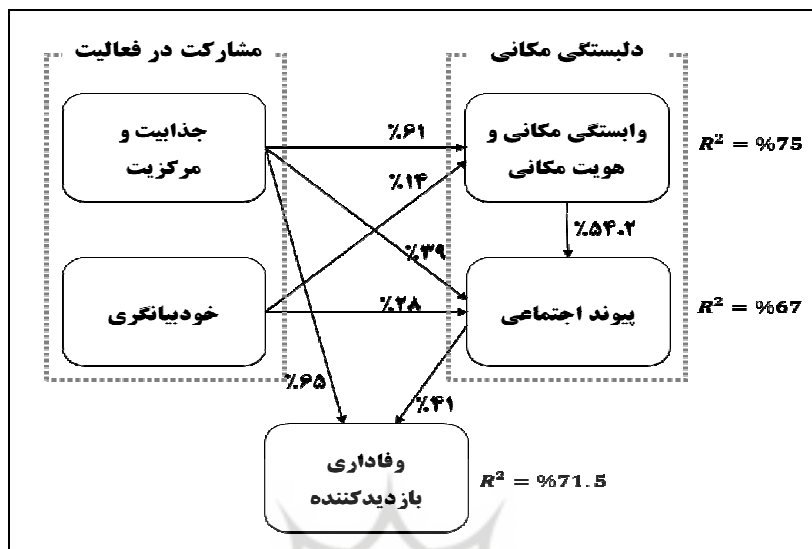 مشارکت در فعالیت
دلبستگی مکانی
جذابیت و
مرکزیت
٪۶۱
وابستگی مکانی و
هویت مکانی
R² = %75
٪۱۴
٪۵۴.۲
٪۳۹
خودبیانگری
٪۲۸
پیوند اجتماعی
R² = %67
٪۶۵
٪۴۱
وفاداری
بازدیدکننده
R² = %71.5